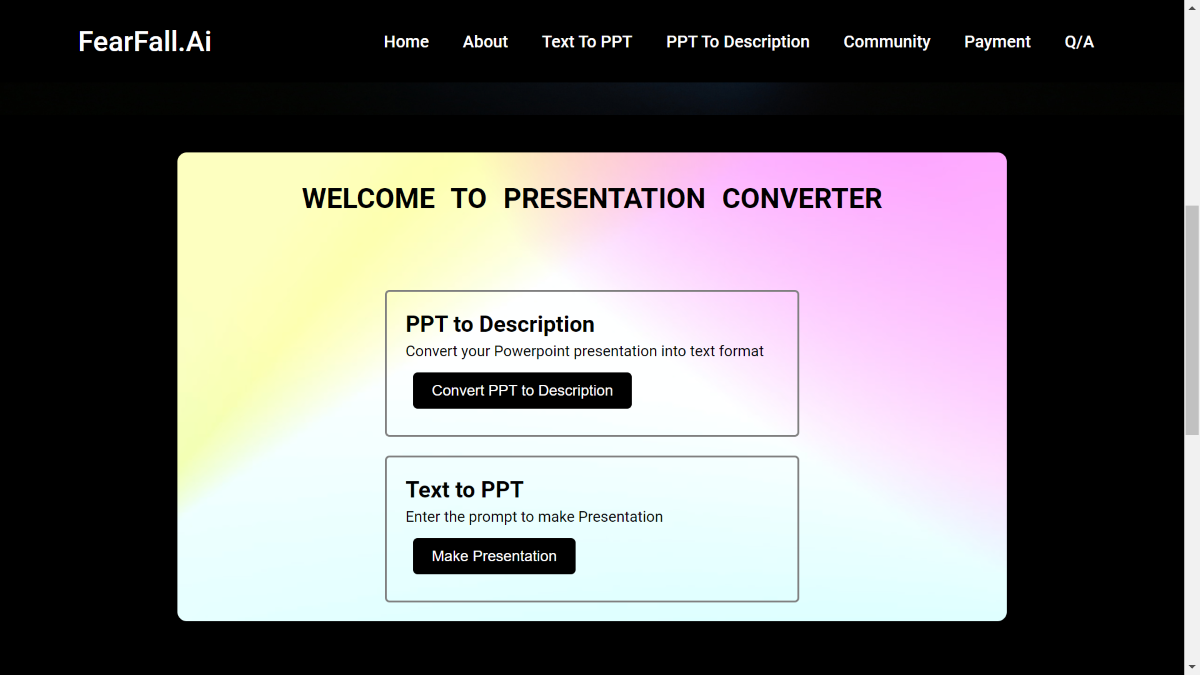 FearFall.Ai
Home About Text To PPT PPT To Description Community Payment Q/A
WELCOME TO PRESENTATION CONVERTER
PPT to Description
Convert your Powerpoint presentation into text format
Convert PPT to Description
Text to PPT
Enter the prompt to make Presentation
Make Presentation